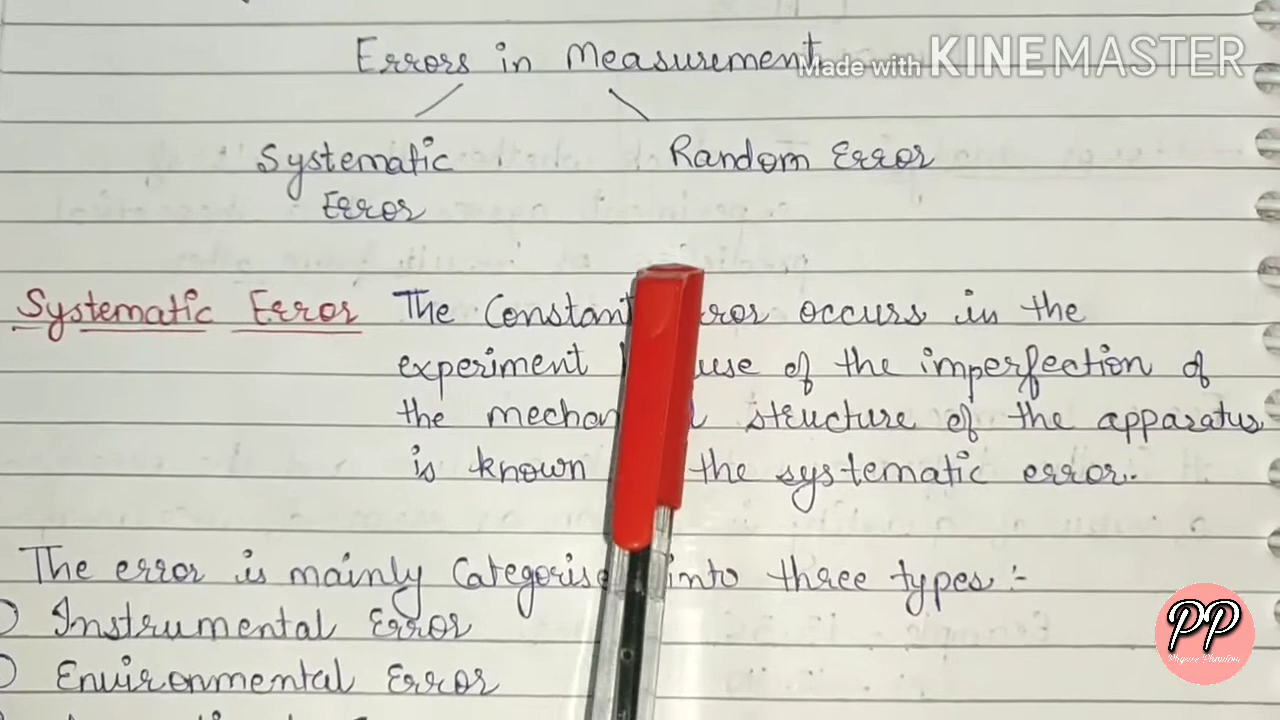 Errors in Measurement
Made with KINEMASTER
Systematic Random Error
Error
Systematic Error The Constant error occurs in the
experiment use of the imperfection of
the mechan structure of the apparatus
is known the systematic error.
The error is mainly Categorise into three types :-
Instrumental Error
PP
Environmental Error